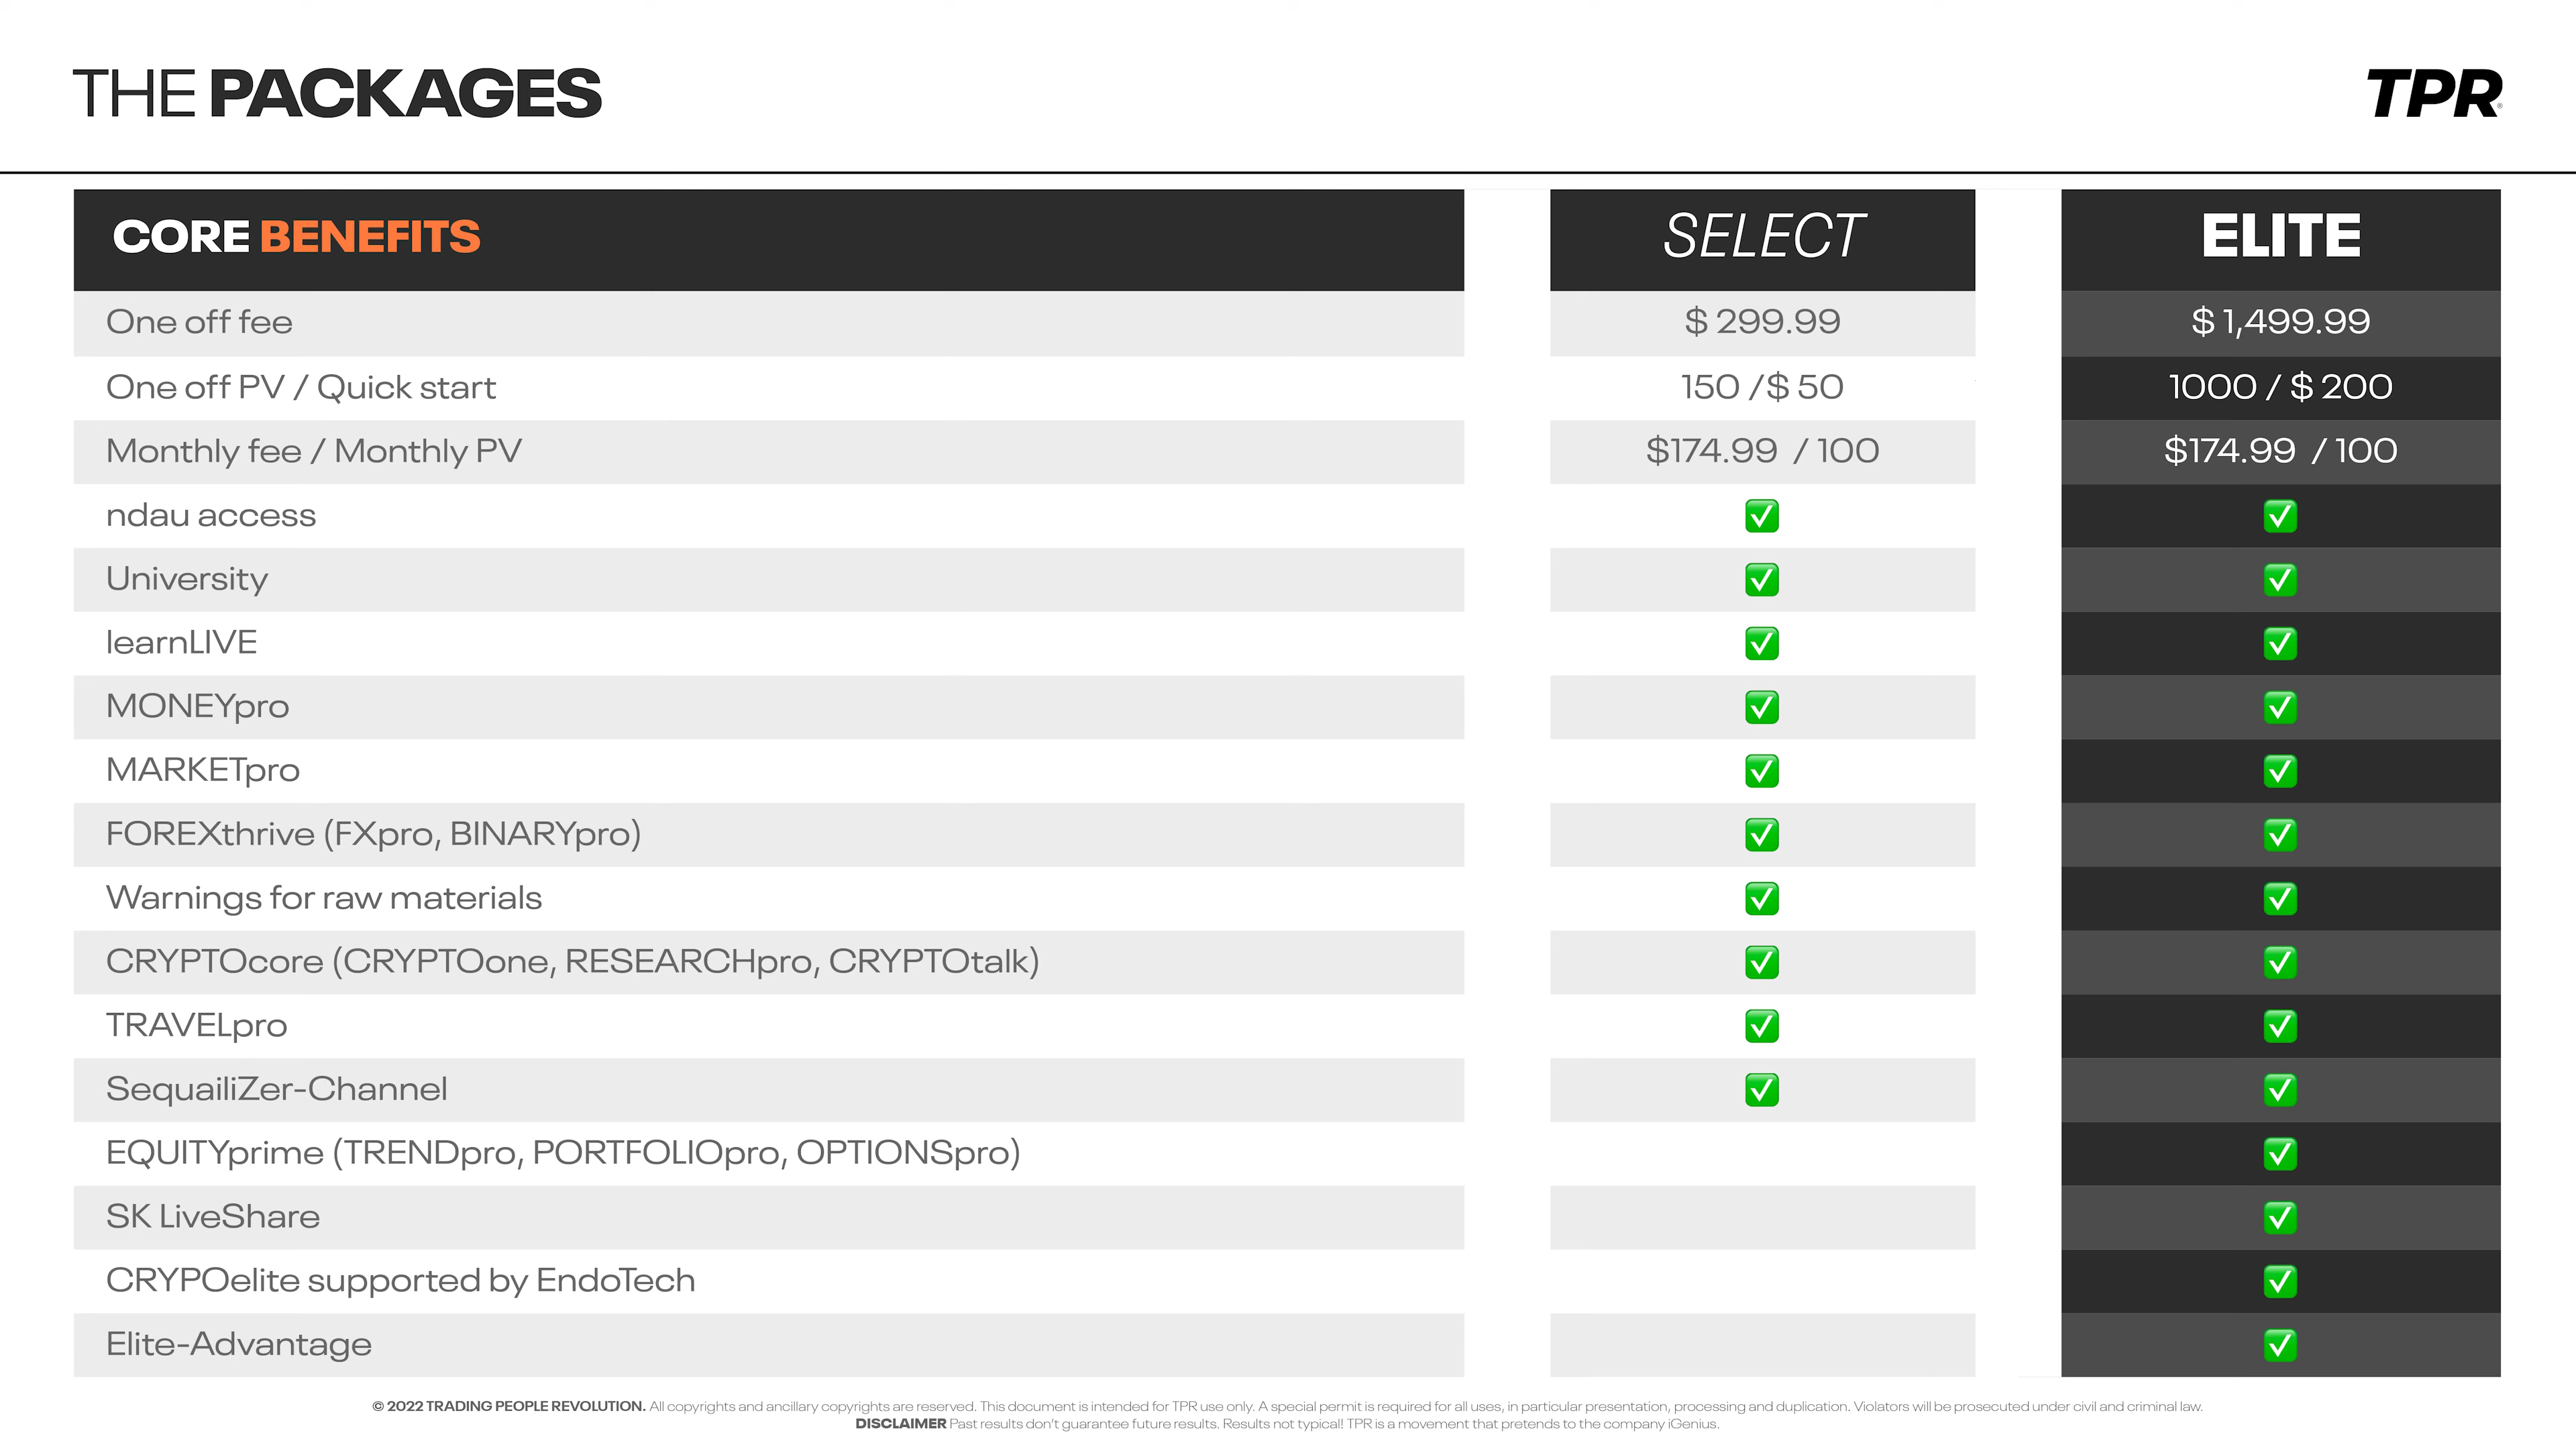 THE PACKAGES
TPR
CORE BENEFITS SELECT ELITE
One off fee $ 299.99 $ 1,499.99
One off PV / Quick start 150 /$ 50 1000 / $ 200
Monthly fee / Monthly PV $174.99 / 100 $174.99 / 100
ndau access ✅ ✅
University ✅ ✅
learnLIVE ✅ ✅
MONEYpro ✅ ✅
MARKETpro ✅ ✅
FOREXthrive (FXpro, BINARYpro) ✅ ✅
Warnings for raw materials ✅ ✅
CRYPTOcore (CRYPTOone, RESEARCHpro, CRYPTOtalk) ✅ ✅
TRAVELpro ✅ ✅
SequailiZer-Channel ✅ ✅
EQUITYprime (TRENDpro, PORTFOLIOpro, OPTIONSpro) ✅
SK LiveShare ✅
CRYPOelite supported by EndoTech ✅
Elite-Advantage ✅
© 2022 TRADING PEOPLE REVOLUTION. All copyrights and ancillary copyrights are reserved. This document is intended for TPR use only. A special permit is required for all uses, in particular presentation, processing and duplication. Violators will be prosecuted under civil and criminal law.
DISCLAIMER Past results don't guarantee future results. Results not typical! TPR is a movement that pretends to the company iGenius.